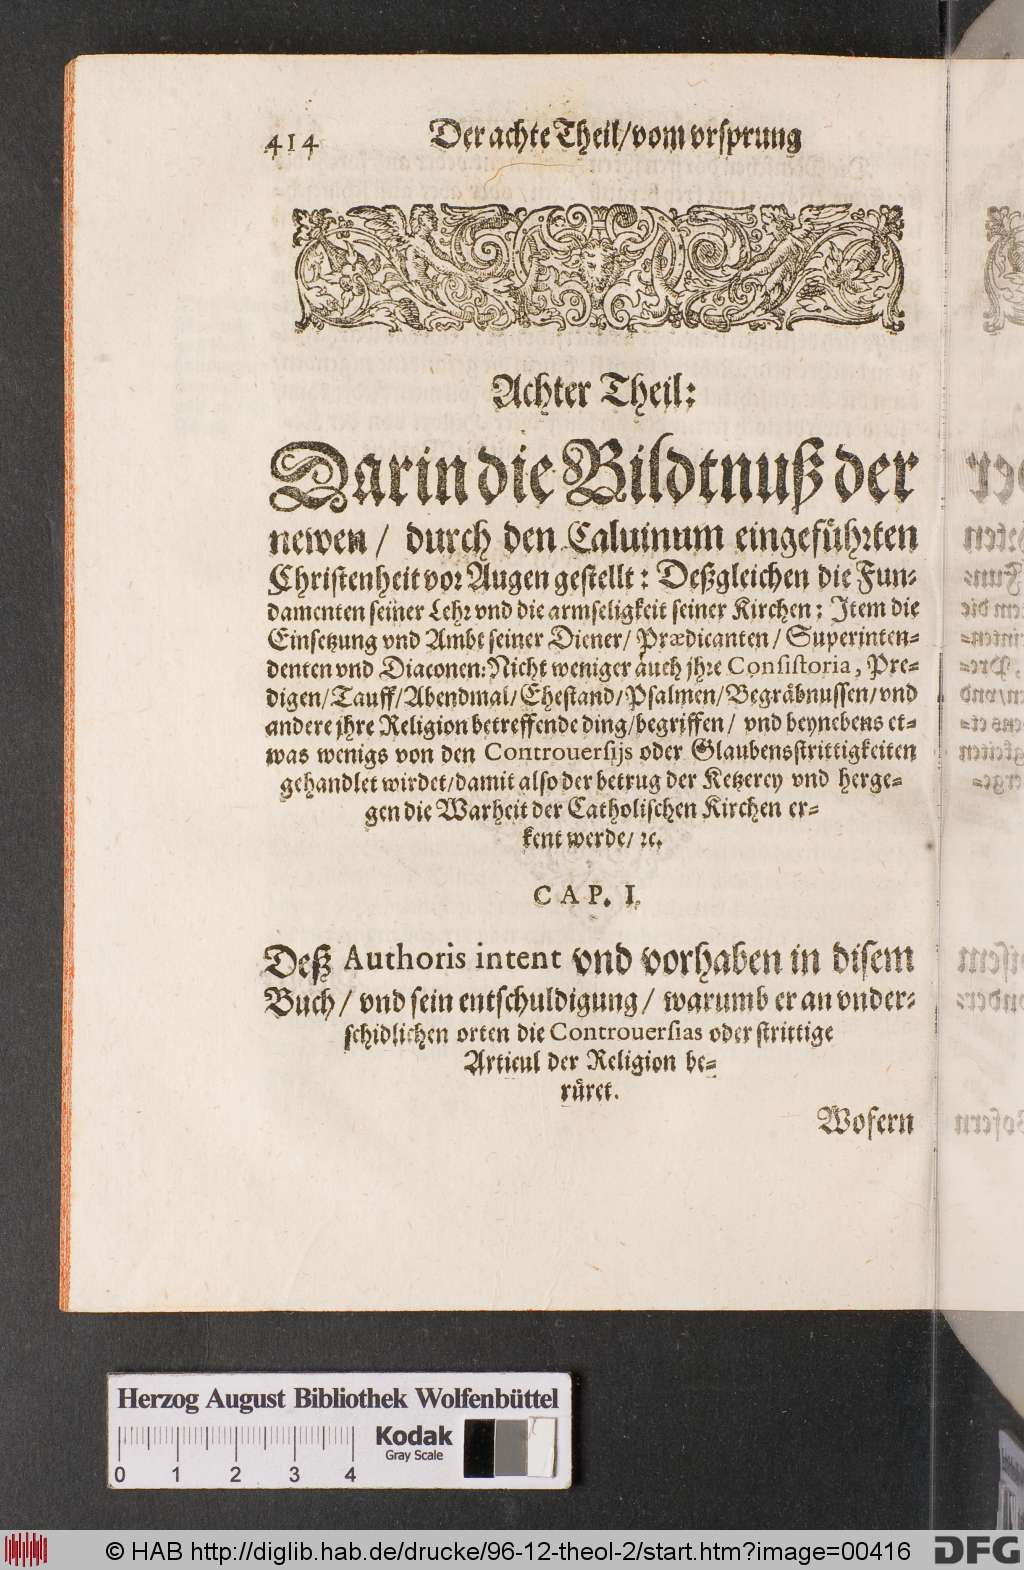 414
Der achte Theil/vom vrsprung
Achter Theil:
Darin die Bildtnuß der
newen/ durch den Caluinum eingeführten
Christenheit vor Augen gestellt: Deßgleichen die Fun-
damenten seiner Lehr vnd die armseligkeit seiner Kirchen: Item die
Einsetzung vnd Ambt seiner Diener/ Prædicanten/ Superinten-
denten vnd Diaconen: Nicht weniger auch jhre Consistoria, Pre-
digen/ Tauff/ Abendmal/ Ehestand/ Psalmen/ Begräbnussen/ vnd
andere jhre Religion betreffende ding/ begriffen/ vnd beynebens et-
was wenigs von den Controuersijs oder Glaubensstrittigkeiten
gehandlet wirdet/ damit also der betrug der Ketzerey vnd herge-
gen die Warheit der Catholischen Kirchen er-
kent werde/ ꝛc.
CAP. I.
Deß Authoris intent vnd vorhaben in disem
Buch/ vnd sein entschuldigung/ warumb er an vnder-
schidlichen orten die Controuersias oder strittige
Articul der Religion be-
rüret.
Wofern
Herzog August Bibliothek Wolfenbüttel
Kodak
Gray Scale
0 1 2 3 4
© HAB http://diglib.hab.de/drucke/96-12-theol-2/start.htm?image=00416
DFG